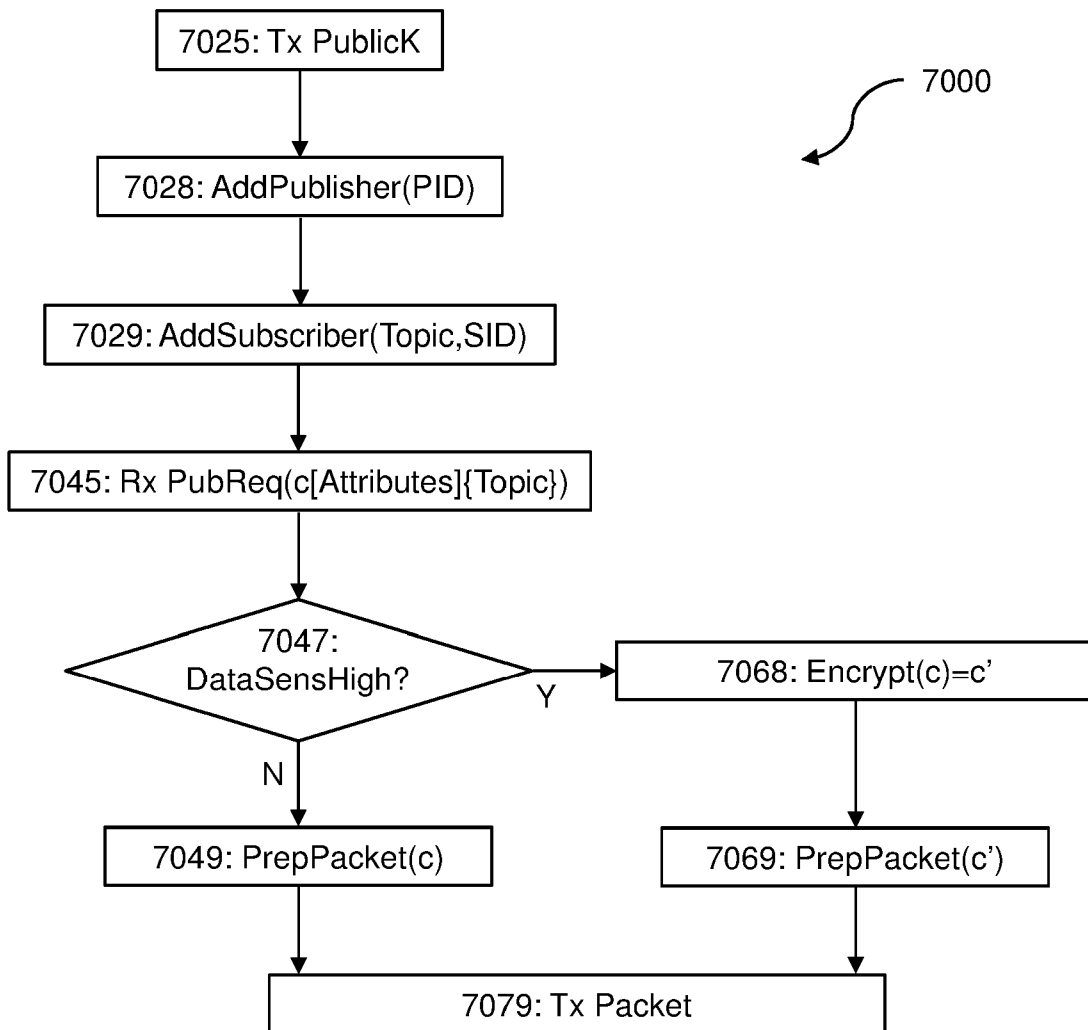 7025: Tx PublicK
7000
7028: AddPublisher(PID)
7029: AddSubscriber(Topic,SID)
7045: Rx PubReq(c[Attributes]{Topic})
7047:
DataSensHigh?
Y
7068: Encrypt(c)=c’
N
7049: PrepPacket(c)
7069: PrepPacket(c’)
7079: Tx Packet